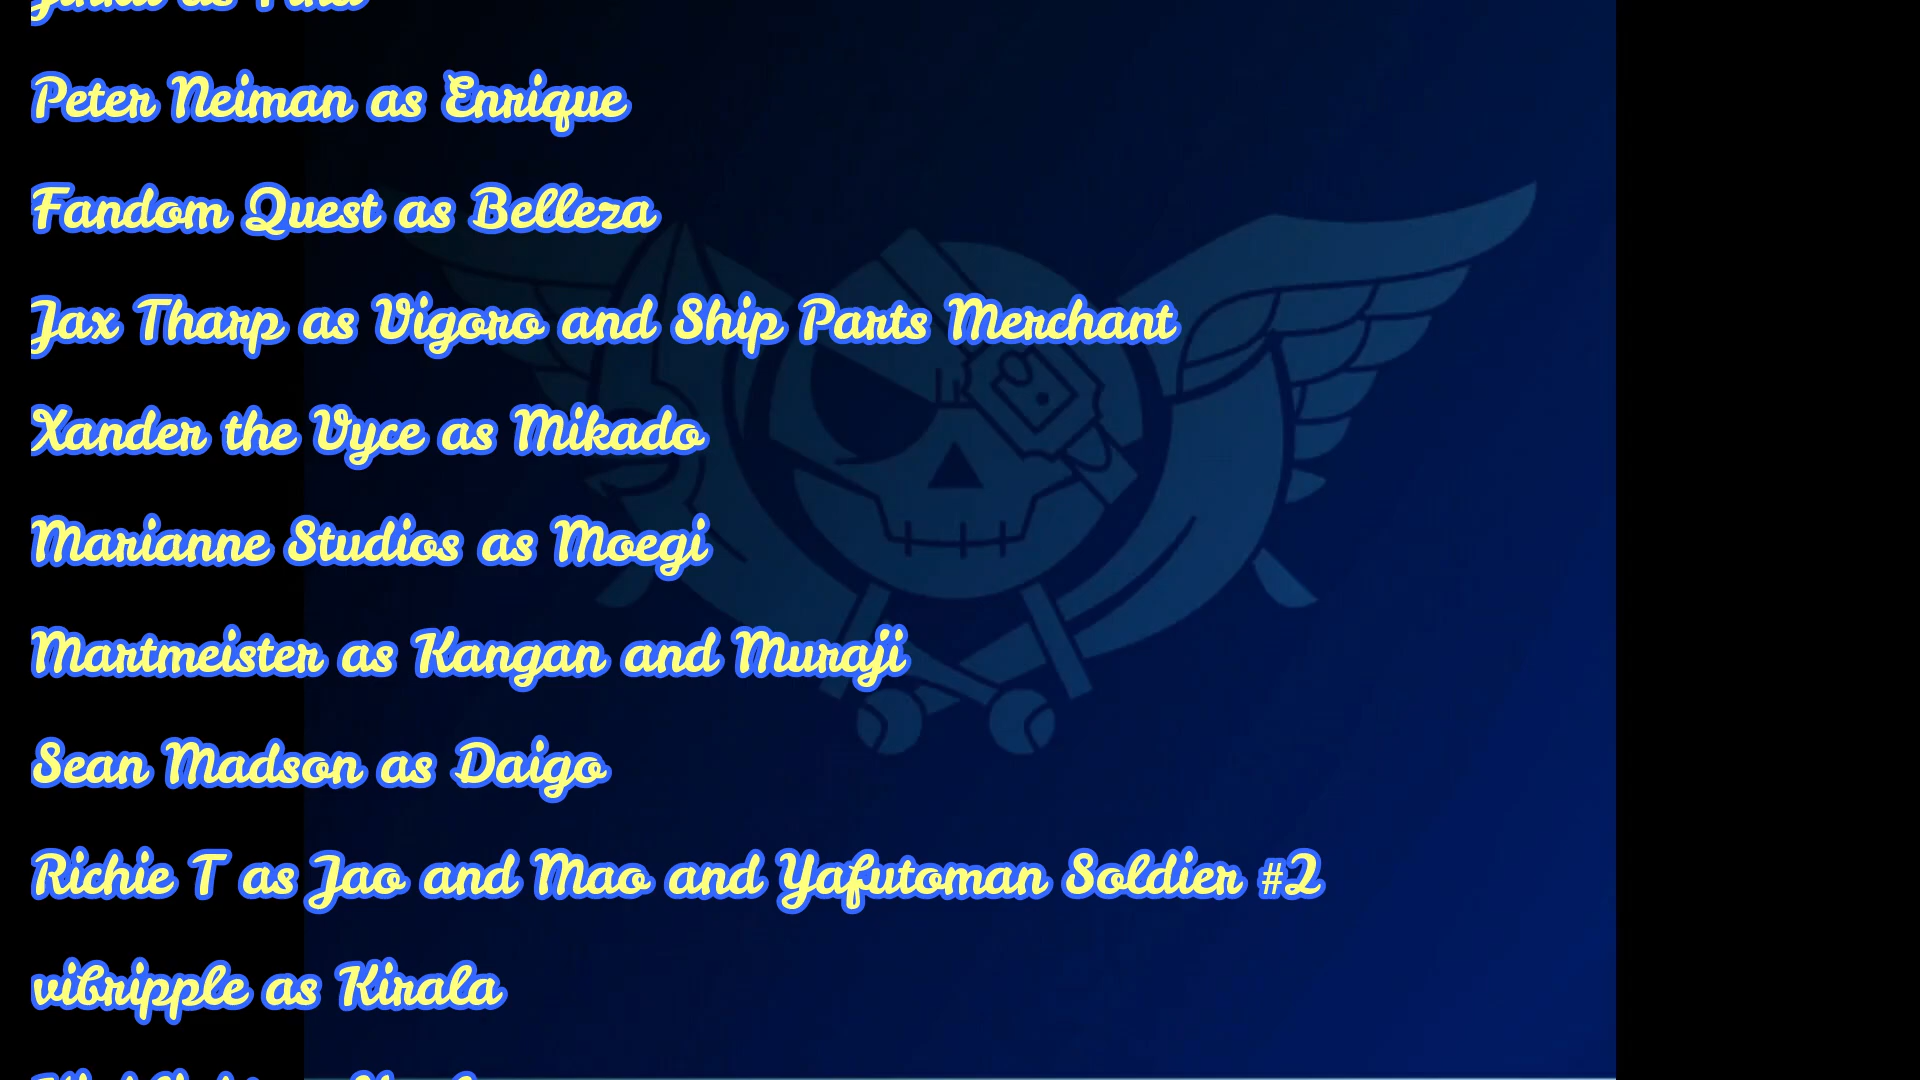 Peter Neiman as Enrique
Fandom Quest as Belleza
Jax Tharp as Vigoro and Ship Parts Merchant
Xander the Vyce as Mikado
Marianne Studios as Moegi
Martmeister as Kangan and Muraji
Sean Madson as Daigo
Richie T as Jao and Mao and Yafutoman Soldier #2
vibripple as Kirala